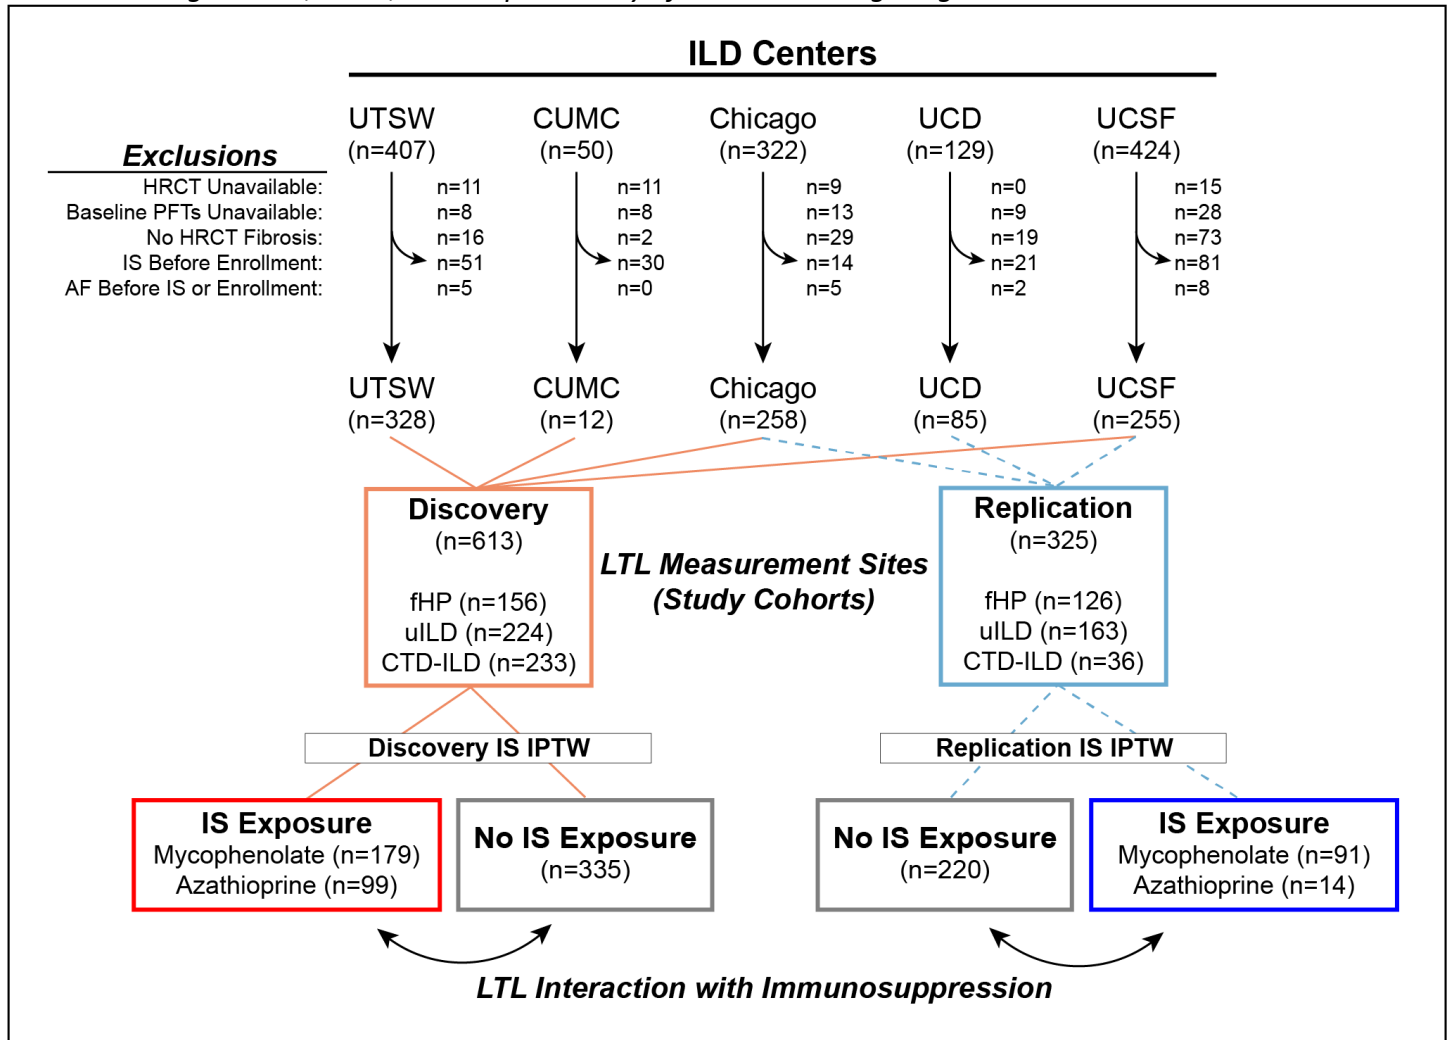 ILD Centers
UTSW CUMC Chicago UCD UCSF
(n=407) (n=50) (n=322) (n=129) (n=424)
Exclusions
HRCT Unavailable: n=11 n=11 n=9 n=0 n=15
Baseline PFTs Unavailable: n=8 n=8 n=13 n=9 n=28
No HRCT Fibrosis: n=16 n=2 n=29 n=19 n=73
IS Before Enrollment: n=51 n=30 n=14 n=21 n=81
AF Before IS or Enrollment: n=5 n=0 n=5 n=2 n=8
UTSW CUMC Chicago UCD UCSF
(n=328) (n=12) (n=258) (n=85) (n=255)
Discovery
(n=613)
fHP (n=156)
uILD (n=224)
CTD-ILD (n=233)
LTL Measurement Sites
(Study Cohorts)
Replication
(n=325)
fHP (n=126)
uILD (n=163)
CTD-ILD (n=36)
Discovery IS IPTW
Replication IS IPTW
IS Exposure
Mycophenolate (n=179)
Azathioprine (n=99)
No IS Exposure
(n=335)
No IS Exposure
(n=220)
IS Exposure
Mycophenolate (n=91)
Azathioprine (n=14)
LTL Interaction with Immunosuppression